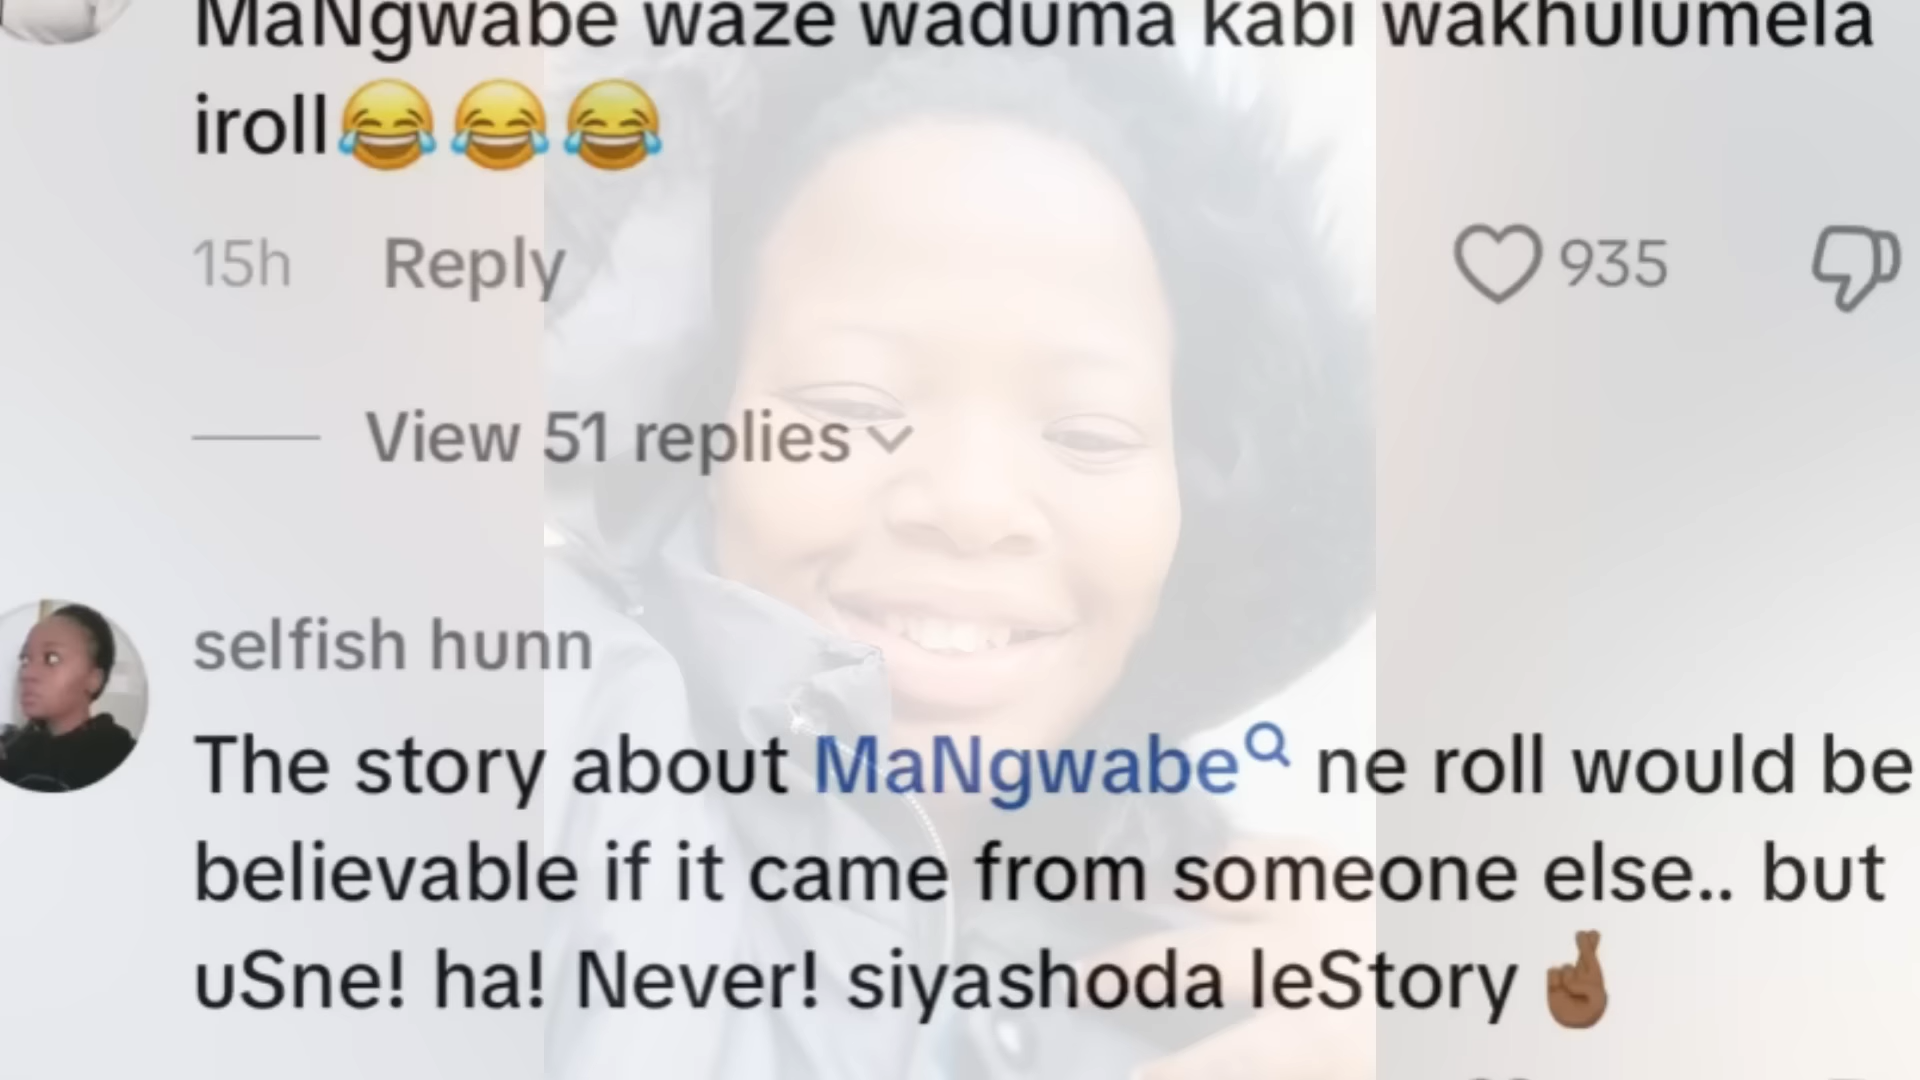 MaNgwabe waze waduma kabi wakhulumela
iroll😂😂😂
15h Reply 935
View 51 replies
selfish hunn
The story about MaNgwabe ne roll would be
believable if it came from someone else.. but
uSne! ha! Never! siyashoda leStory 🤞🏾